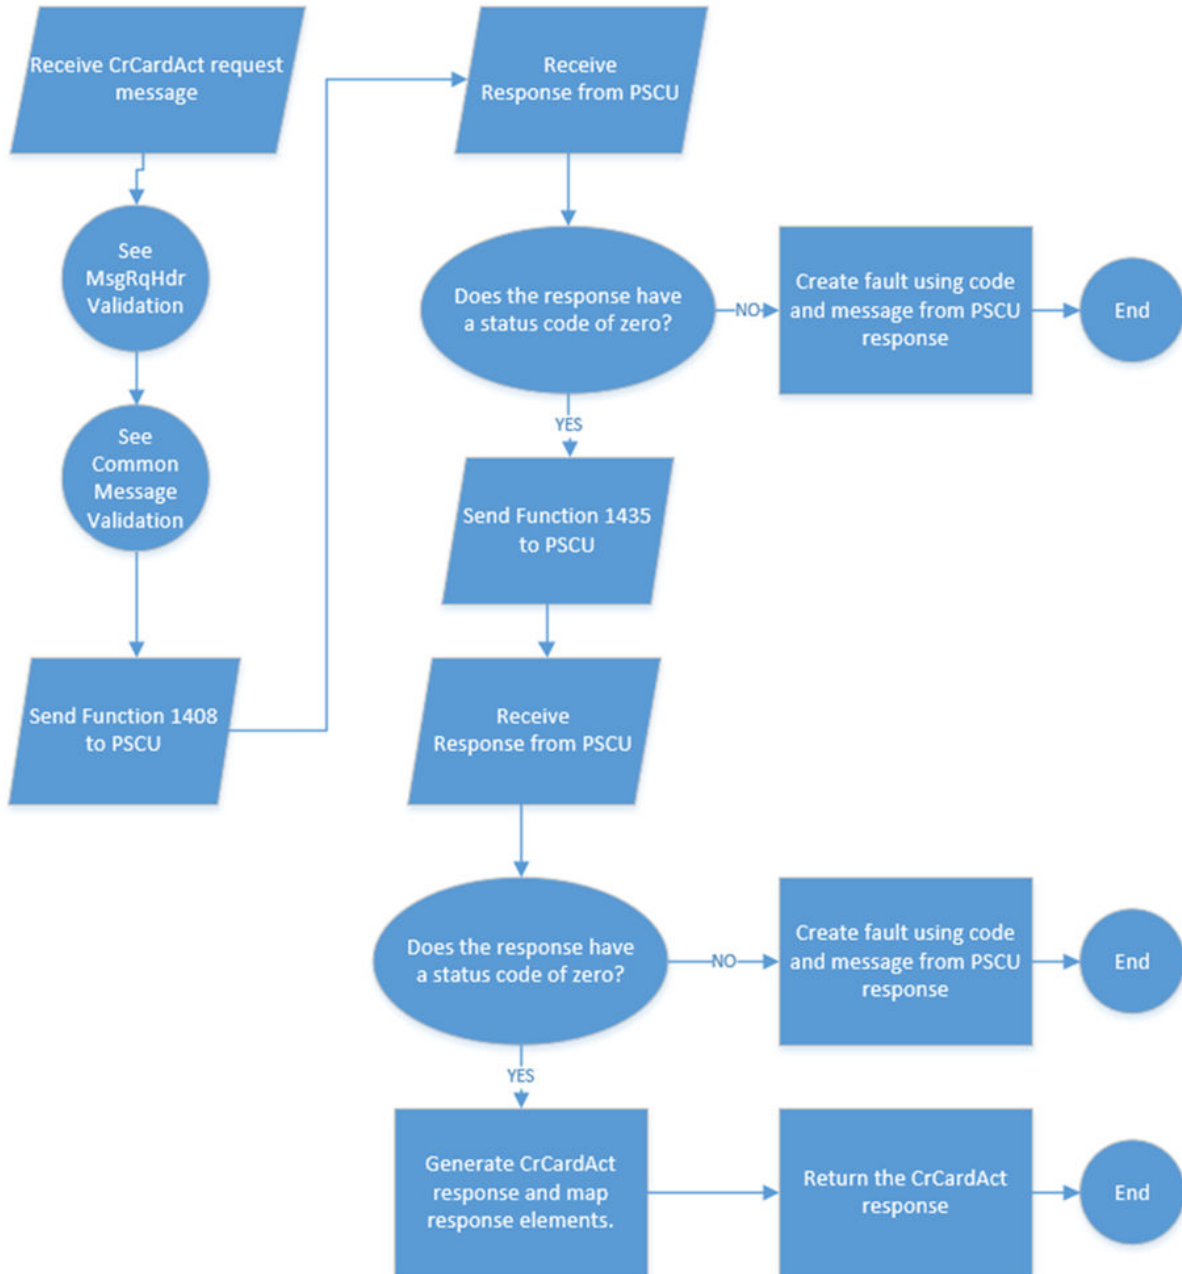 Receive CrCardAct request
message
See
MsgRqHdr
Validation
See
Common
Message
Validation
Send Function 1408
to PSCU
Receive
Response from PSCU
Does the response have
a status code of zero?
NO
Create fault using code
and message from PSCU
response
End
YES
Send Function 1435
to PSCU
Receive
Response from PSCU
Does the response have
a status code of zero?
NO
Create fault using code
and message from PSCU
response
End
YES
Generate CrCardAct
response and map
response elements.
Return the CrCardAct
response
End